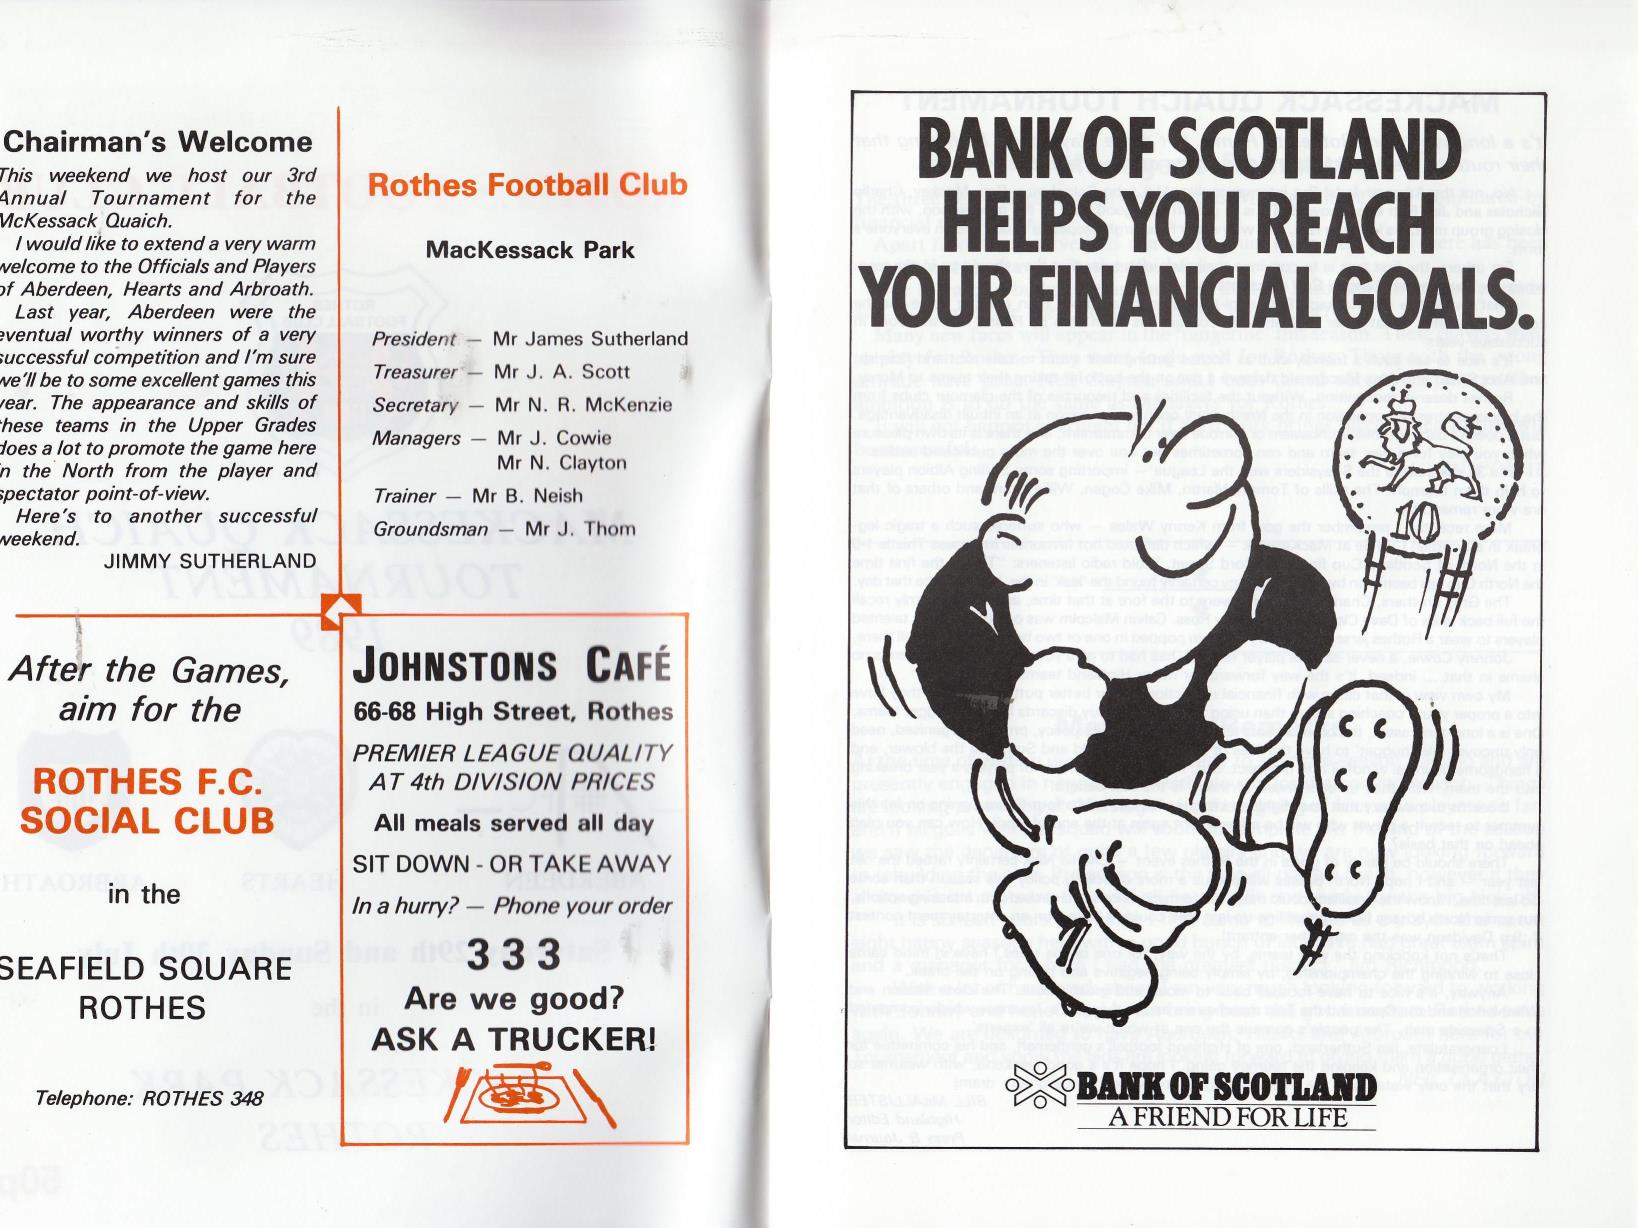 Chairman's Welcome
This weekend we host our 3rd
Annual Tournament for the
McKessack Quaich.
I would like to extend a very warm
welcome to the Officials and Players
of Aberdeen, Hearts and Arbroath.
Last year, Aberdeen were the
eventual worthy winners of a very
successful competition and I'm sure
we'll be to some excellent games this
year. The appearance and skills of
these teams in the Upper Grades
does a lot to promote the game here
in the North from the player and
spectator point-of-view.
Here's to another successful
weekend.
JIMMY SUTHERLAND
Rothes Football Club
MacKessack Park
President — Mr James Sutherland
Treasurer — Mr J. A. Scott
Secretary — Mr N. R. McKenzie
Managers — Mr J. Cowie
Mr N. Clayton
Trainer — Mr B. Neish
Groundsman — Mr J. Thom
After the Games,
aim for the
ROTHES F.C.
SOCIAL CLUB
in the
SEAFIELD SQUARE
ROTHES
Telephone: ROTHES 348
JOHNSTONS CAFÉ
66-68 High Street, Rothes
PREMIER LEAGUE QUALITY
AT 4th DIVISION PRICES
All meals served all day
SIT DOWN - OR TAKE AWAY
In a hurry? — Phone your order
3 3 3
Are we good?
ASK A TRUCKER!
BANK OF SCOTLAND
HELPS YOU REACH
YOUR FINANCIAL GOALS.
10
BANK OF SCOTLAND
A FRIEND FOR LIFE